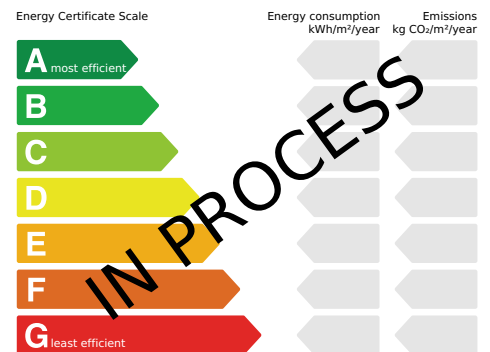 Energy Certificate Scale
Energy consumption
kWh/m²/year
Emissions
kg CO₂/m²/year
A most efficient
B
C
D
E
F
G least efficient
IN PROCESS